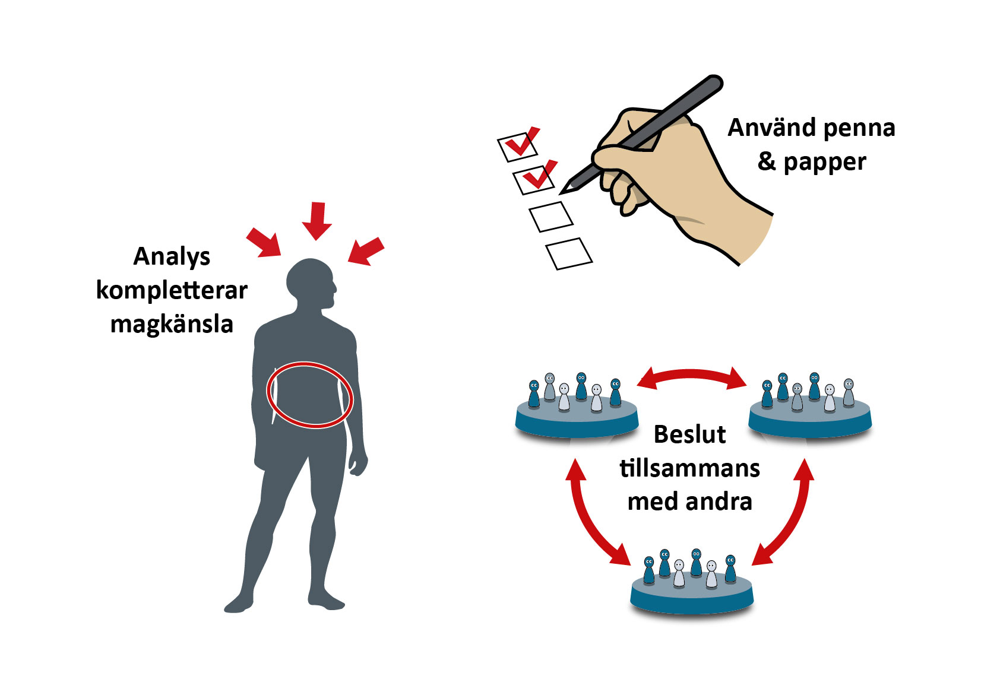 Analys
kompletterar
magkänsla
Använd penna
& papper
Beslut
tillsammans
med andra